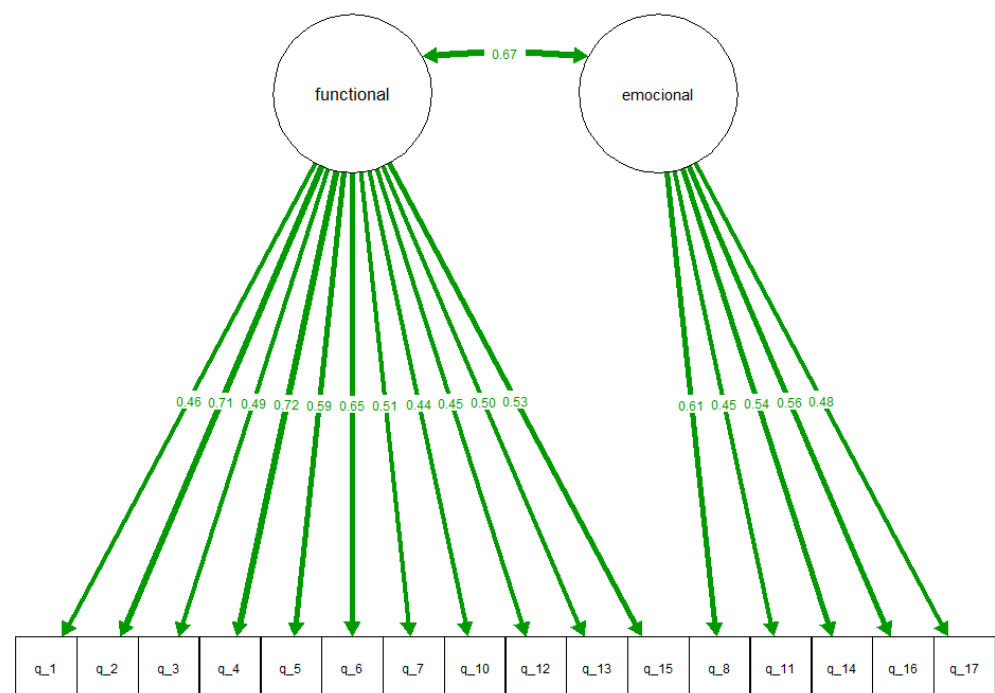 0.67
functional emocional
0.46 0.71 0.49 0.72 0.59 0.65 0.51 0.44 0.45 0.50 0.53 0.61 0.45 0.54 0.56 0.48
q_1 q_2 q_3 q_4 q_5 q_6 q_7 q_10 q_12 q_13 q_15 q_8 q_11 q_14 q_16 q_17